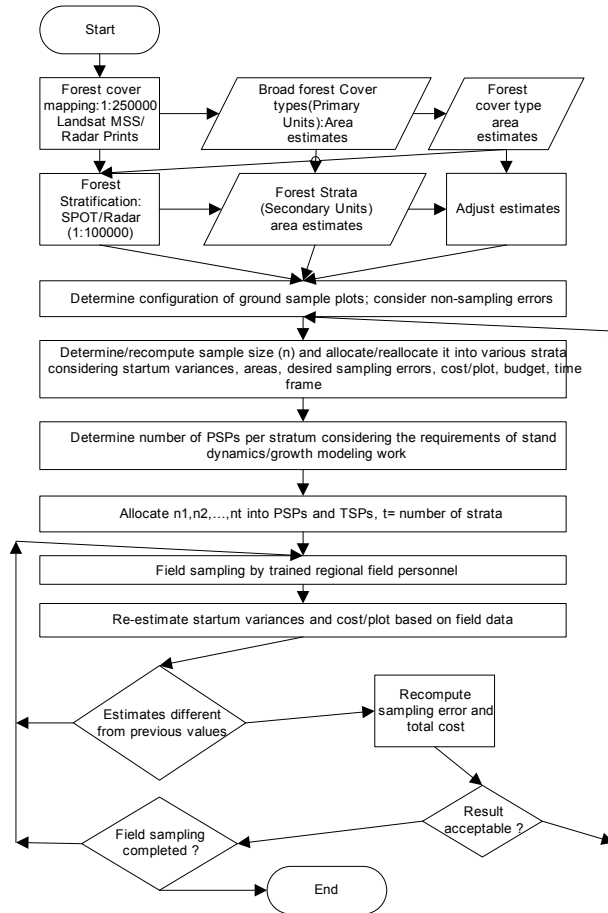 Start
Forest cover
mapping:1:250000
Landsat MSS/
Radar Prints
Broad forest Cover
types(Primary
Units):Area
estimates
Forest
cover type
area
estimates
Forest
Stratification:
SPOT/Radar
(1:100000)
Forest Strata
(Secondary Units)
area estimates
Adjust estimates
Determine configuration of ground sample plots; consider non-sampling errors
Determine/recompute sample size (n) and allocate/reallocate it into various strata
considering startum variances, areas, desired sampling errors, cost/plot, budget, time
frame
Determine number of PSPs per stratum considering the requirements of stand
dynamics/growth modeling work
Allocate n1,n2,...,nt into PSPs and TSPs, t= number of strata
Field sampling by trained regional field personnel
Re-estimate startum variances and cost/plot based on field data
Estimates different
from previous values
Recompute
sampling error and
total cost
Result
acceptable ?
Field sampling
completed ?
End